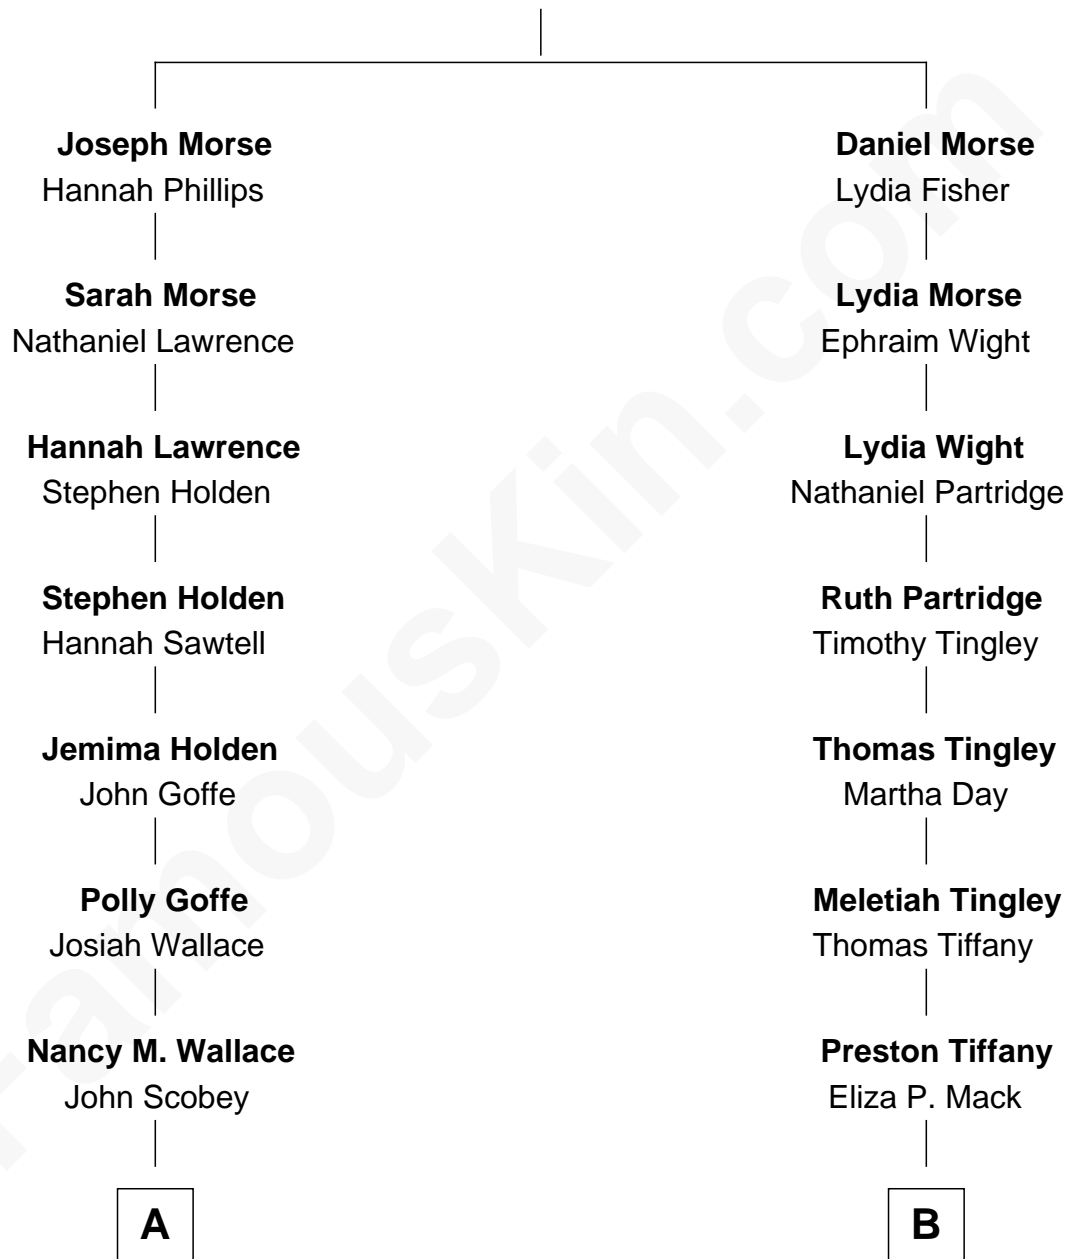 Joseph Morse
Hannah Phillips
Sarah Morse
Nathaniel Lawrence
Hannah Lawrence
Stephen Holden
Stephen Holden
Hannah Sawtell
Jemima Holden
John Goffe
Polly Goffe
Josiah Wallace
Nancy M. Wallace
John Scobey
A
Daniel Morse
Lydia Fisher
Lydia Morse
Ephraim Wight
Lydia Wight
Nathaniel Partridge
Ruth Partridge
Timothy Tingley
Thomas Tingley
Martha Day
Meletiah Tingley
Thomas Tiffany
Preston Tiffany
Eliza P. Mack
B
FamousKin.com